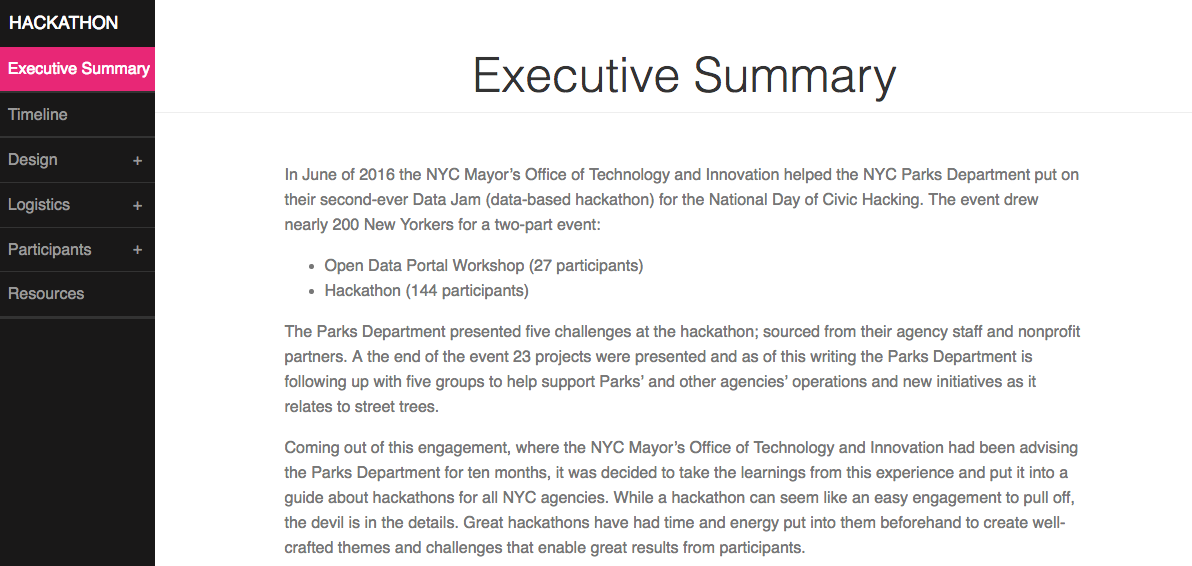 HACKATHON
Executive Summary
Timeline
Design +
Logistics +
Participants +
Resources
Executive Summary
In June of 2016 the NYC Mayor’s Office of Technology and Innovation helped the NYC Parks Department put on
their second-ever Data Jam (data-based hackathon) for the National Day of Civic Hacking. The event drew
nearly 200 New Yorkers for a two-part event:
• Open Data Portal Workshop (27 participants)
• Hackathon (144 participants)
The Parks Department presented five challenges at the hackathon; sourced from their agency staff and nonprofit
partners. A the end of the event 23 projects were presented and as of this writing the Parks Department is
following up with five groups to help support Parks’ and other agencies’ operations and new initiatives as it
relates to street trees.
Coming out of this engagement, where the NYC Mayor’s Office of Technology and Innovation had been advising
the Parks Department for ten months, it was decided to take the learnings from this experience and put it into a
guide about hackathons for all NYC agencies. While a hackathon can seem like an easy engagement to pull off,
the devil is in the details. Great hackathons have had time and energy put into them beforehand to create well-
crafted themes and challenges that enable great results from participants.